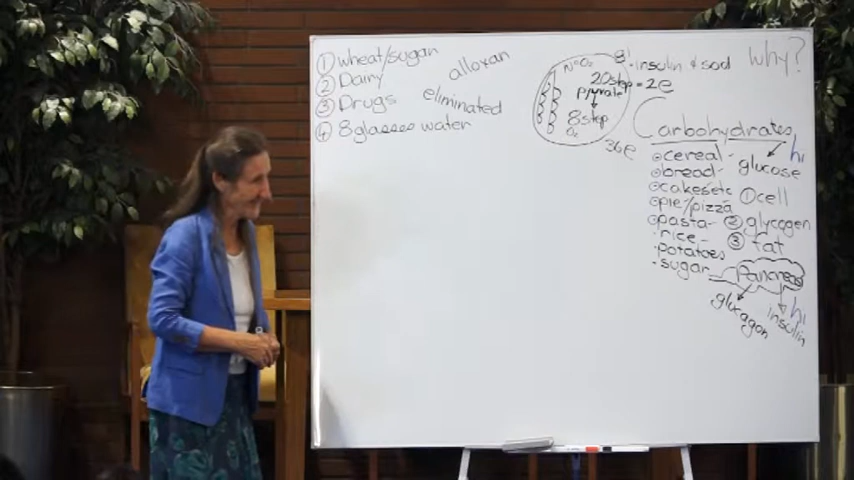 ① wheat/sugar
② Dairy
③ Drugs
④ 8 glasses water
alloxan
eliminated
N=O₂
20 step = 2e
pyruvate
8 step
O₂
36e
insulin & sod
Why?
Carbohydrates
hi
cereal - glucose
bread -
cakes etc ① cell
pie/pizza
pasta - ② glycogen
rice - ③ fat
potatoes
sugar
Pancreas
hi
glucagon
insulin